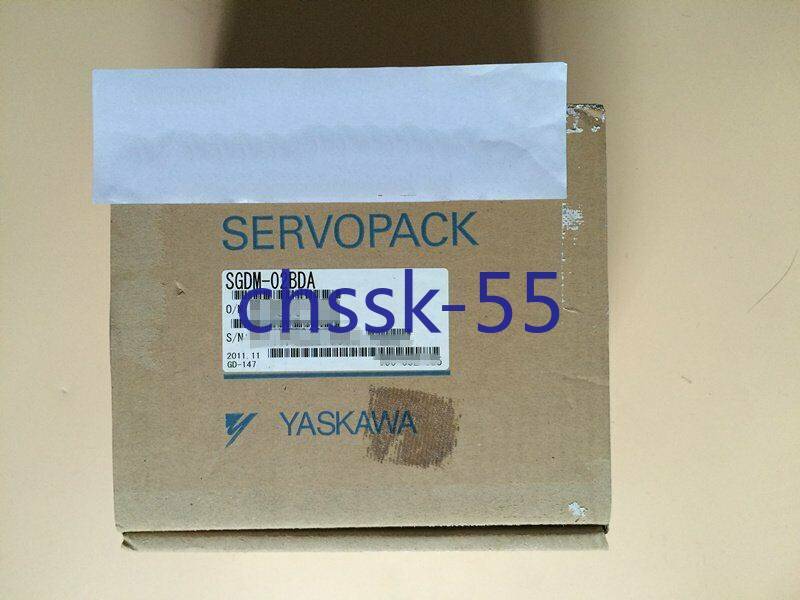 SERVOPACK
SGDM-02BDA
chssk-55
O/N
S/N
2011.11
GD-147
YASKAWA